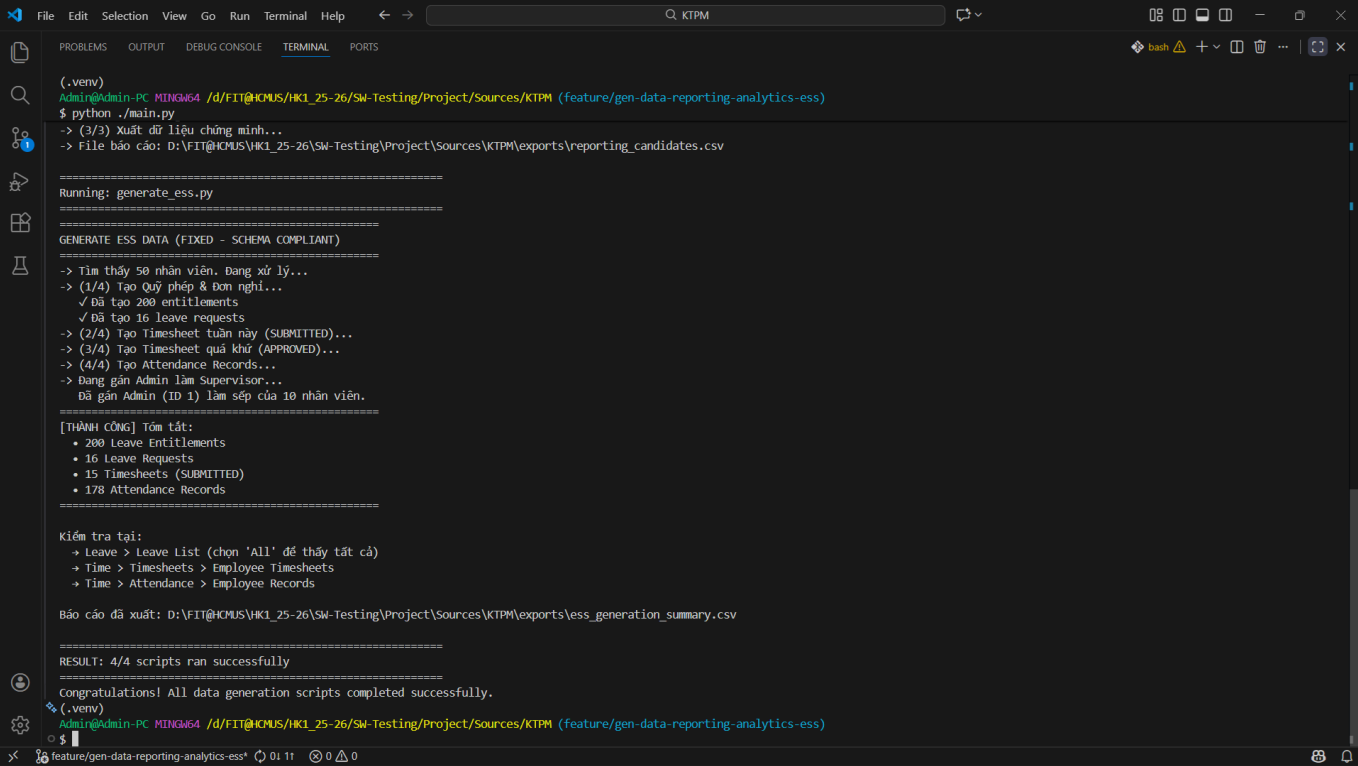 File Edit Selection View Go Run Terminal Help
KTPM
PROBLEMS OUTPUT DEBUG CONSOLE TERMINAL PORTS
bash
(.venv)
Admin@Admin-PC MINGW64 /d/FIT@HCMUS/HK1_25-26/SW-Testing/Project/Sources/KTPM (feature/gen-data-reporting-analytics-ess)
$ python ./main.py
-> (3/3) Xuất dữ liệu chứng minh...
-> File báo cáo: D:\FIT@HCMUS\HK1_25-26\SW-Testing\Project\Sources\KTPM\exports\reporting_candidates.csv
============================================================
Running: generate_ess.py
============================================================
==================================================
GENERATE ESS DATA (FIXED - SCHEMA COMPLIANT)
==================================================
-> Tìm thấy 50 nhân viên. Đang xử lý...
-> (1/4) Tạo Quỹ phép & Đơn nghỉ...
✓ Đã tạo 200 entitlements
✓ Đã tạo 16 leave requests
-> (2/4) Tạo Timesheet tuần này (SUBMITTED)...
-> (3/4) Tạo Timesheet quá khứ (APPROVED)...
-> (4/4) Tạo Attendance Records...
-> Đang gán Admin làm Supervisor...
Đã gán Admin (ID 1) làm sếp của 10 nhân viên.
==================================================
[THÀNH CÔNG] Tóm tắt:
• 200 Leave Entitlements
• 16 Leave Requests
• 15 Timesheets (SUBMITTED)
• 178 Attendance Records
==================================================
Kiểm tra tại:
→ Leave > Leave List (chọn 'All' để thấy tất cả)
→ Time > Timesheets > Employee Timesheets
→ Time > Attendance > Employee Records
Báo cáo đã xuất: D:\FIT@HCMUS\HK1_25-26\SW-Testing\Project\Sources\KTPM\exports\ess_generation_summary.csv
============================================================
RESULT: 4/4 scripts ran successfully
============================================================
Congratulations! All data generation scripts completed successfully.
(.venv)
Admin@Admin-PC MINGW64 /d/FIT@HCMUS/HK1_25-26/SW-Testing/Project/Sources/KTPM (feature/gen-data-reporting-analytics-ess)
$
1
feature/gen-data-reporting-analytics-ess* 0↓ 1↑ 0 0